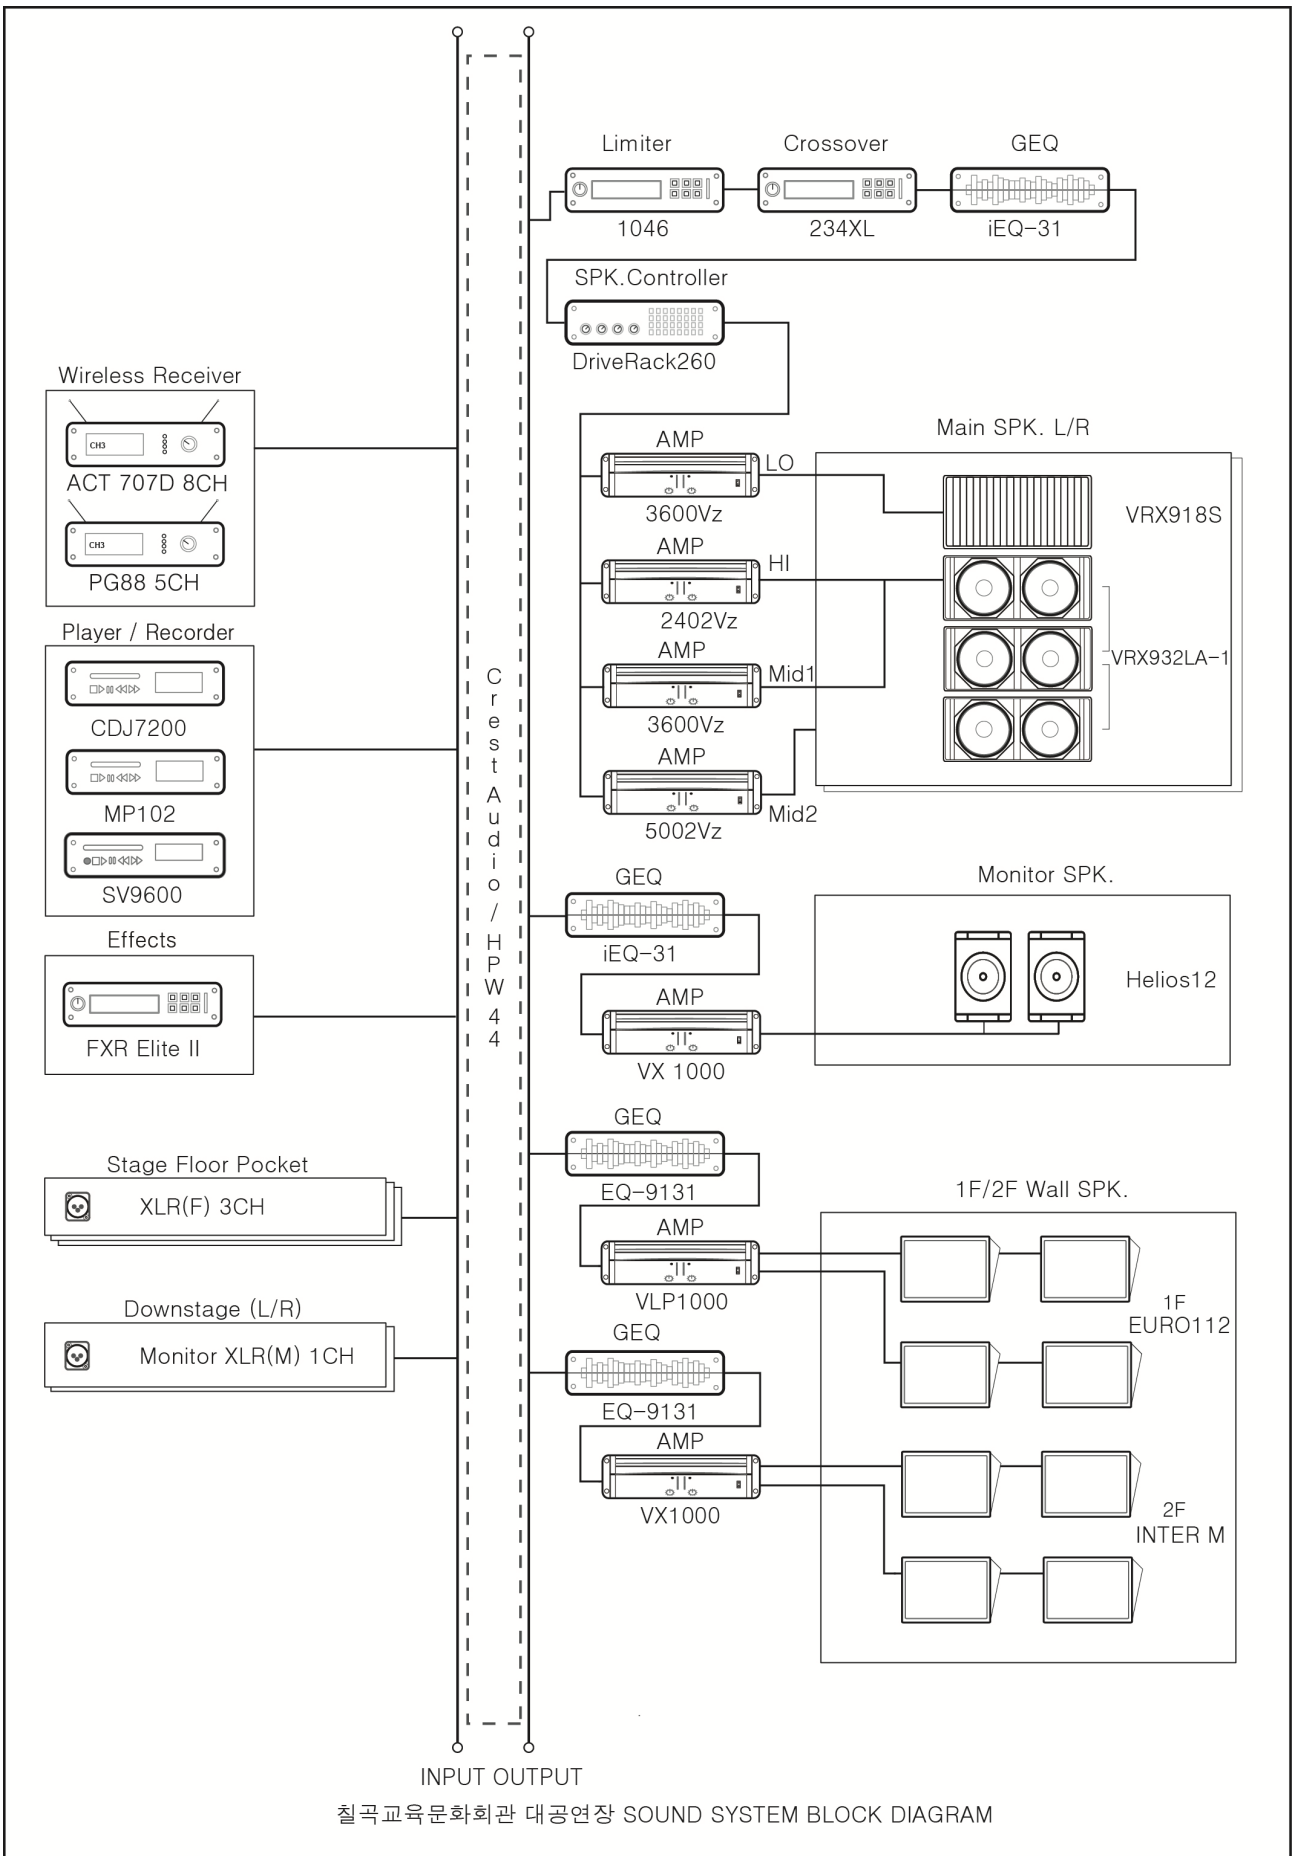 Limiter
Crossover
GEQ
1046
234XL
iEQ-31
SPK.Controller
DriveRack260
Wireless Receiver
CH3
ACT 707D 8CH
CH3
PG88 5CH
Player / Recorder
CDJ7200
MP102
SV9600
Effects
FXR Elite II
Stage Floor Pocket
XLR(F) 3CH
Downstage (L/R)
Monitor XLR(M) 1CH
Crest Audio / HPW 44
AMP
LO
3600Vz
AMP
HI
2402Vz
AMP
Mid1
3600Vz
AMP
Mid2
5002Vz
Main SPK. L/R
VRX918S
VRX932LA-1
GEQ
iEQ-31
AMP
VX 1000
Monitor SPK.
Helios12
GEQ
EQ-9131
AMP
VLP1000
GEQ
EQ-9131
AMP
VX1000
1F/2F Wall SPK.
1F
EURO112
2F
INTER M
INPUT OUTPUT
칠곡교육문화회관 대공연장 SOUND SYSTEM BLOCK DIAGRAM